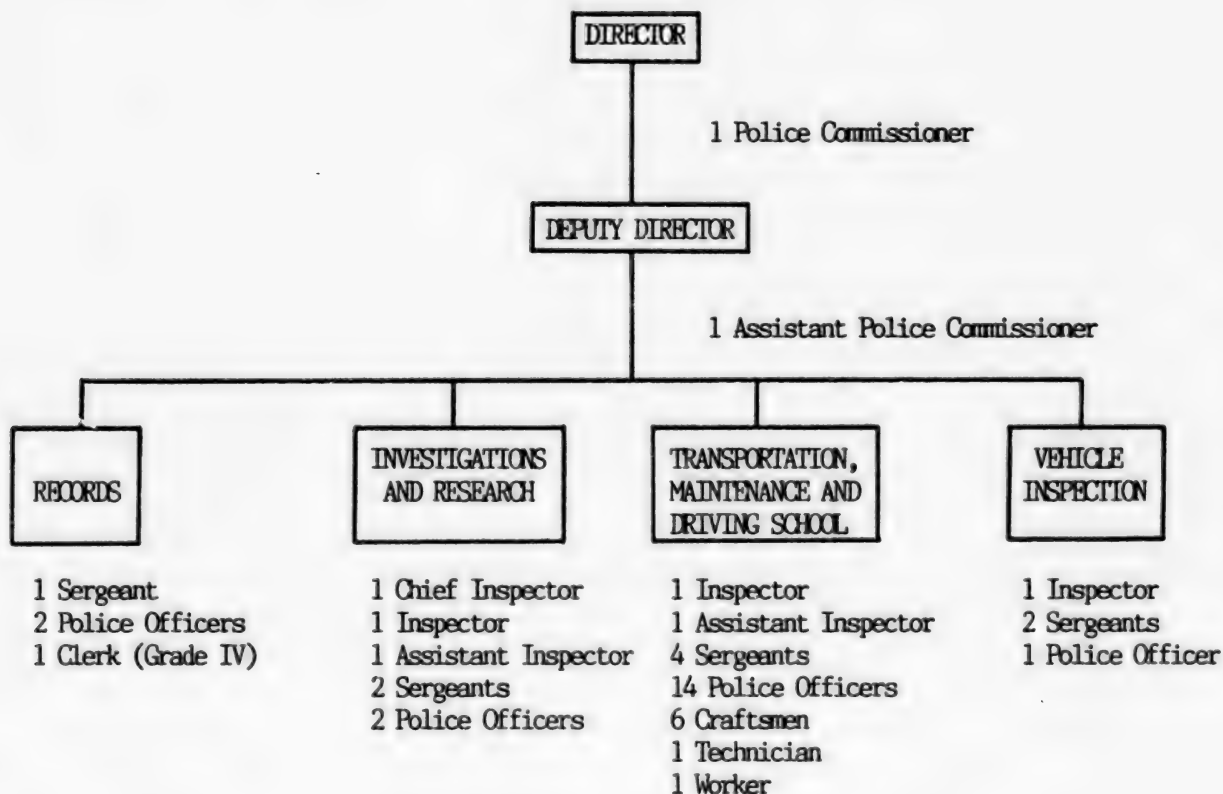 DIRECTOR
1 Police Commissioner
DEPUTY DIRECTOR
1 Assistant Police Commissioner
RECORDS
1 Sergeant
2 Police Officers
1 Clerk (Grade IV)
INVESTIGATIONS
AND RESEARCH
1 Chief Inspector
1 Inspector
1 Assistant Inspector
2 Sergeants
2 Police Officers
TRANSPORTATION,
MAINTENANCE AND
DRIVING SCHOOL
1 Inspector
1 Assistant Inspector
4 Sergeants
14 Police Officers
6 Craftsmen
1 Technician
1 Worker
VEHICLE
INSPECTION
1 Inspector
2 Sergeants
1 Police Officer